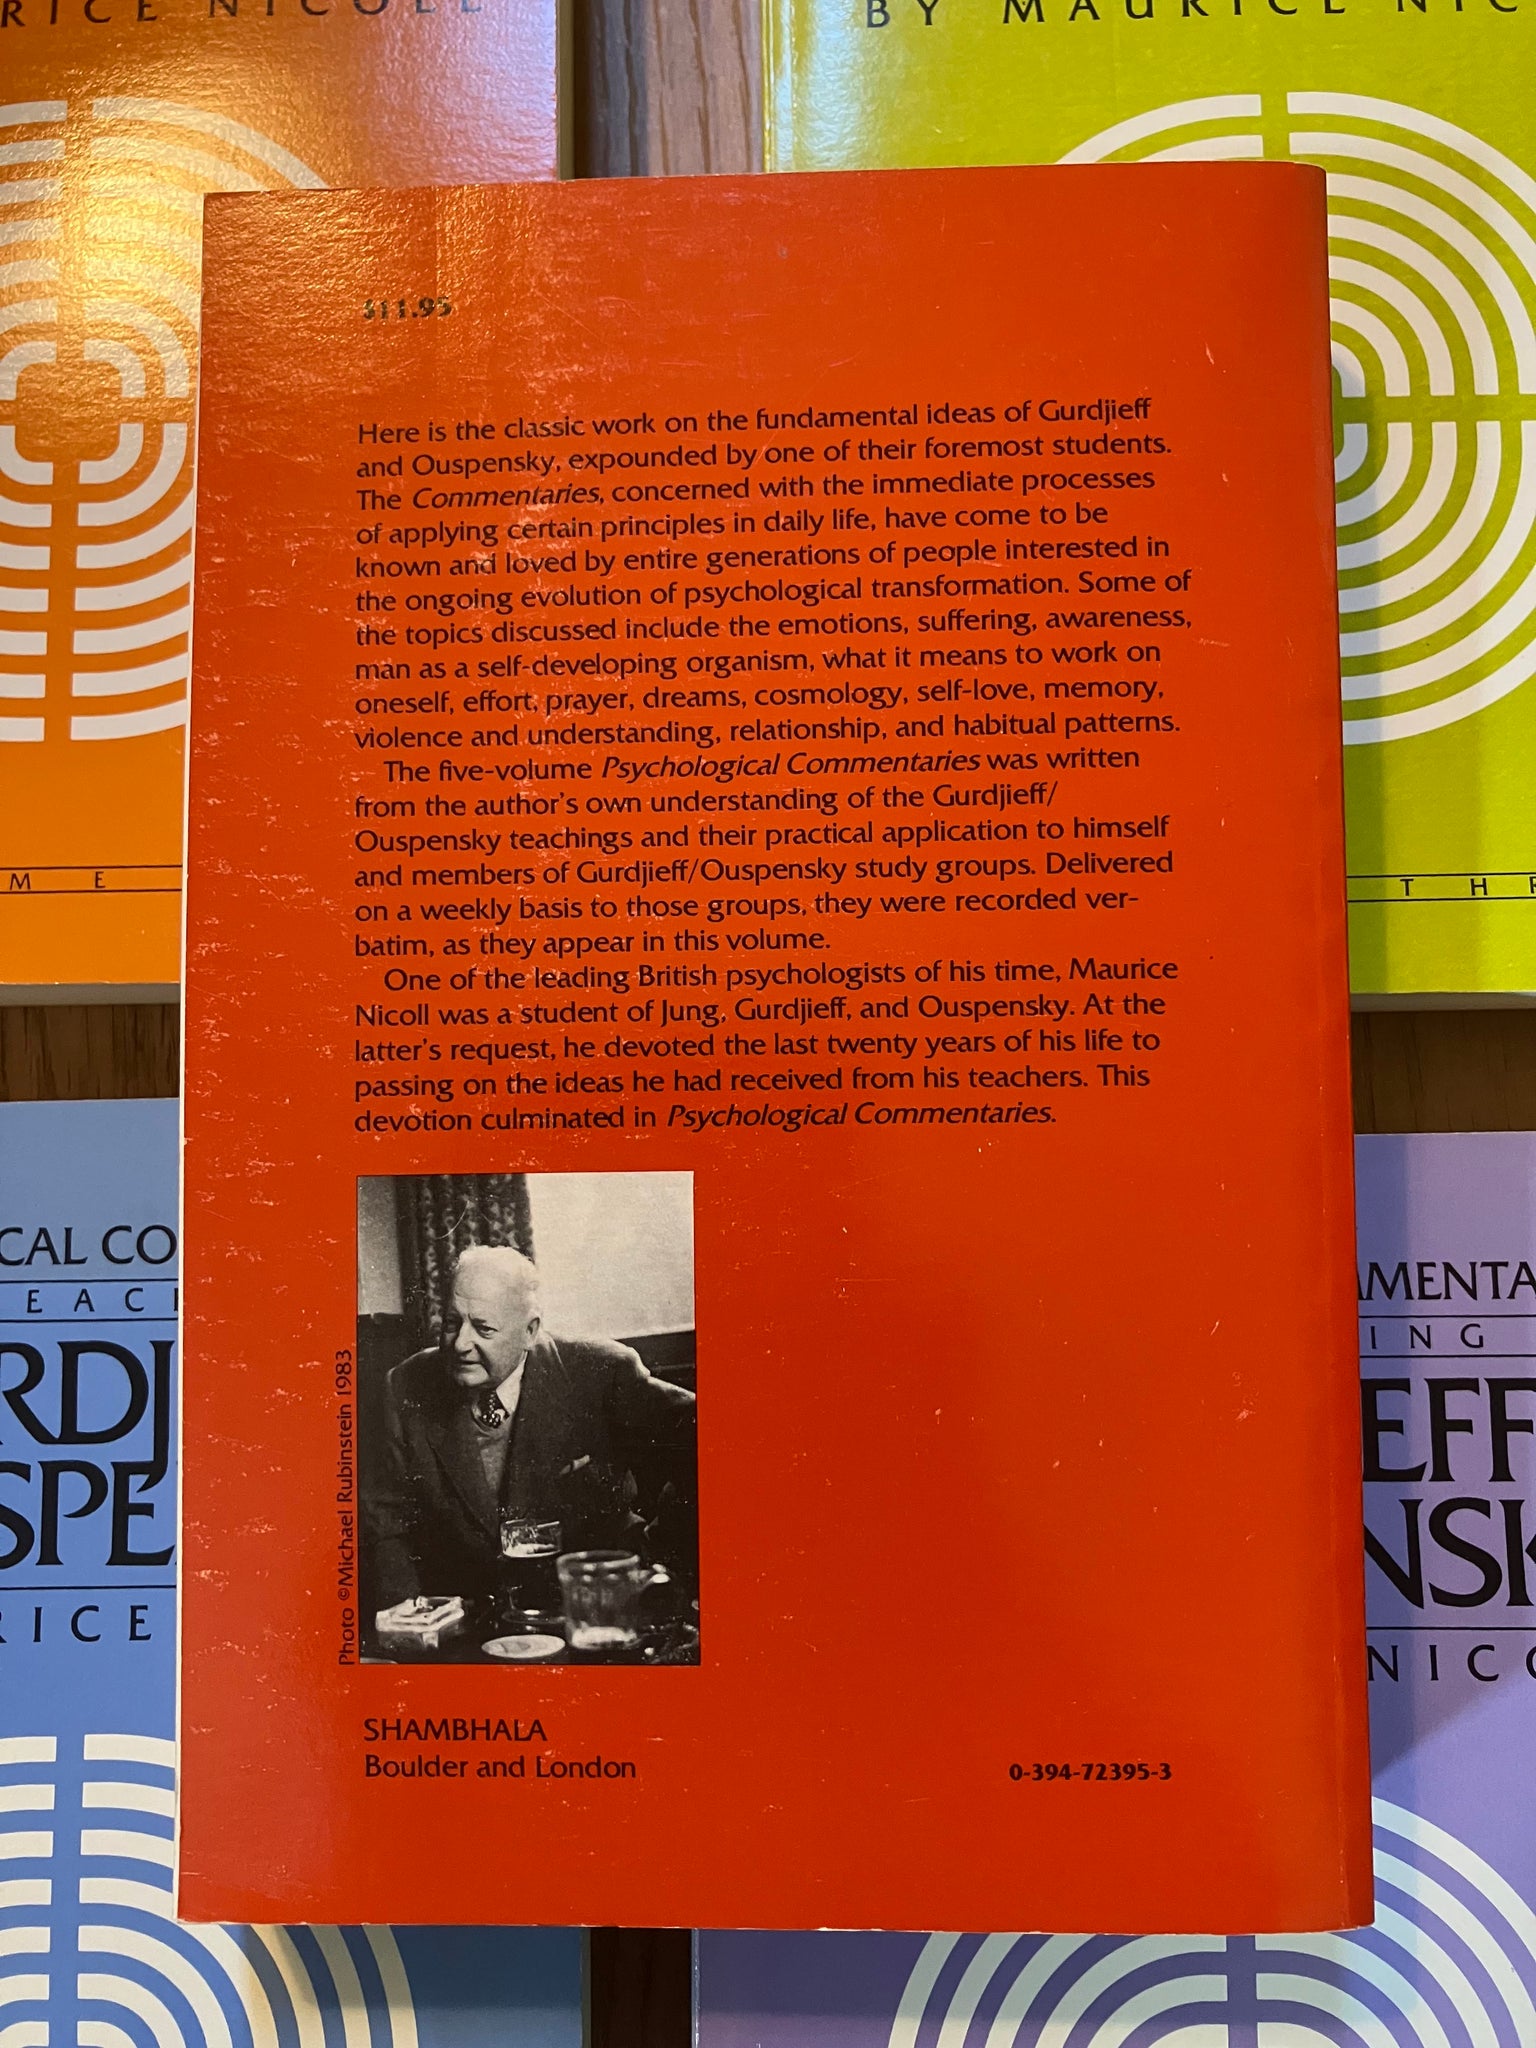 RICE NICOLL
BY MAURICE NIC
$11.95
Here is the classic work on the fundamental ideas of Gurdjieff
and Ouspensky, expounded by one of their foremost students.
The Commentaries, concerned with the immediate processes
of applying certain principles in daily life, have come to be
known and loved by entire generations of people interested in
the ongoing evolution of psychological transformation. Some of
the topics discussed include the emotions, suffering, awareness,
man as a self-developing organism, what it means to work on
oneself, effort, prayer, dreams, cosmology, self-love, memory,
violence and understanding, relationship, and habitual patterns.
The five-volume Psychological Commentaries was written
from the author's own understanding of the Gurdjieff/
Ouspensky teachings and their practical application to himself
and members of Gurdjieff/Ouspensky study groups. Delivered
on a weekly basis to those groups, they were recorded ver-
batim, as they appear in this volume.
One of the leading British psychologists of his time, Maurice
Nicoll was a student of Jung, Gurdjieff, and Ouspensky. At the
latter's request, he devoted the last twenty years of his life to
passing on the ideas he had received from his teachers. This
devotion culminated in Psychological Commentaries.
Photo ©Michael Rubinstein 1983
SHAMBHALA
Boulder and London
0-394-72395-3
M E
T H R
CAL CO
EACH
RDJ
SPE
RICE
MENTA
ING
EFF
NSK
NICO